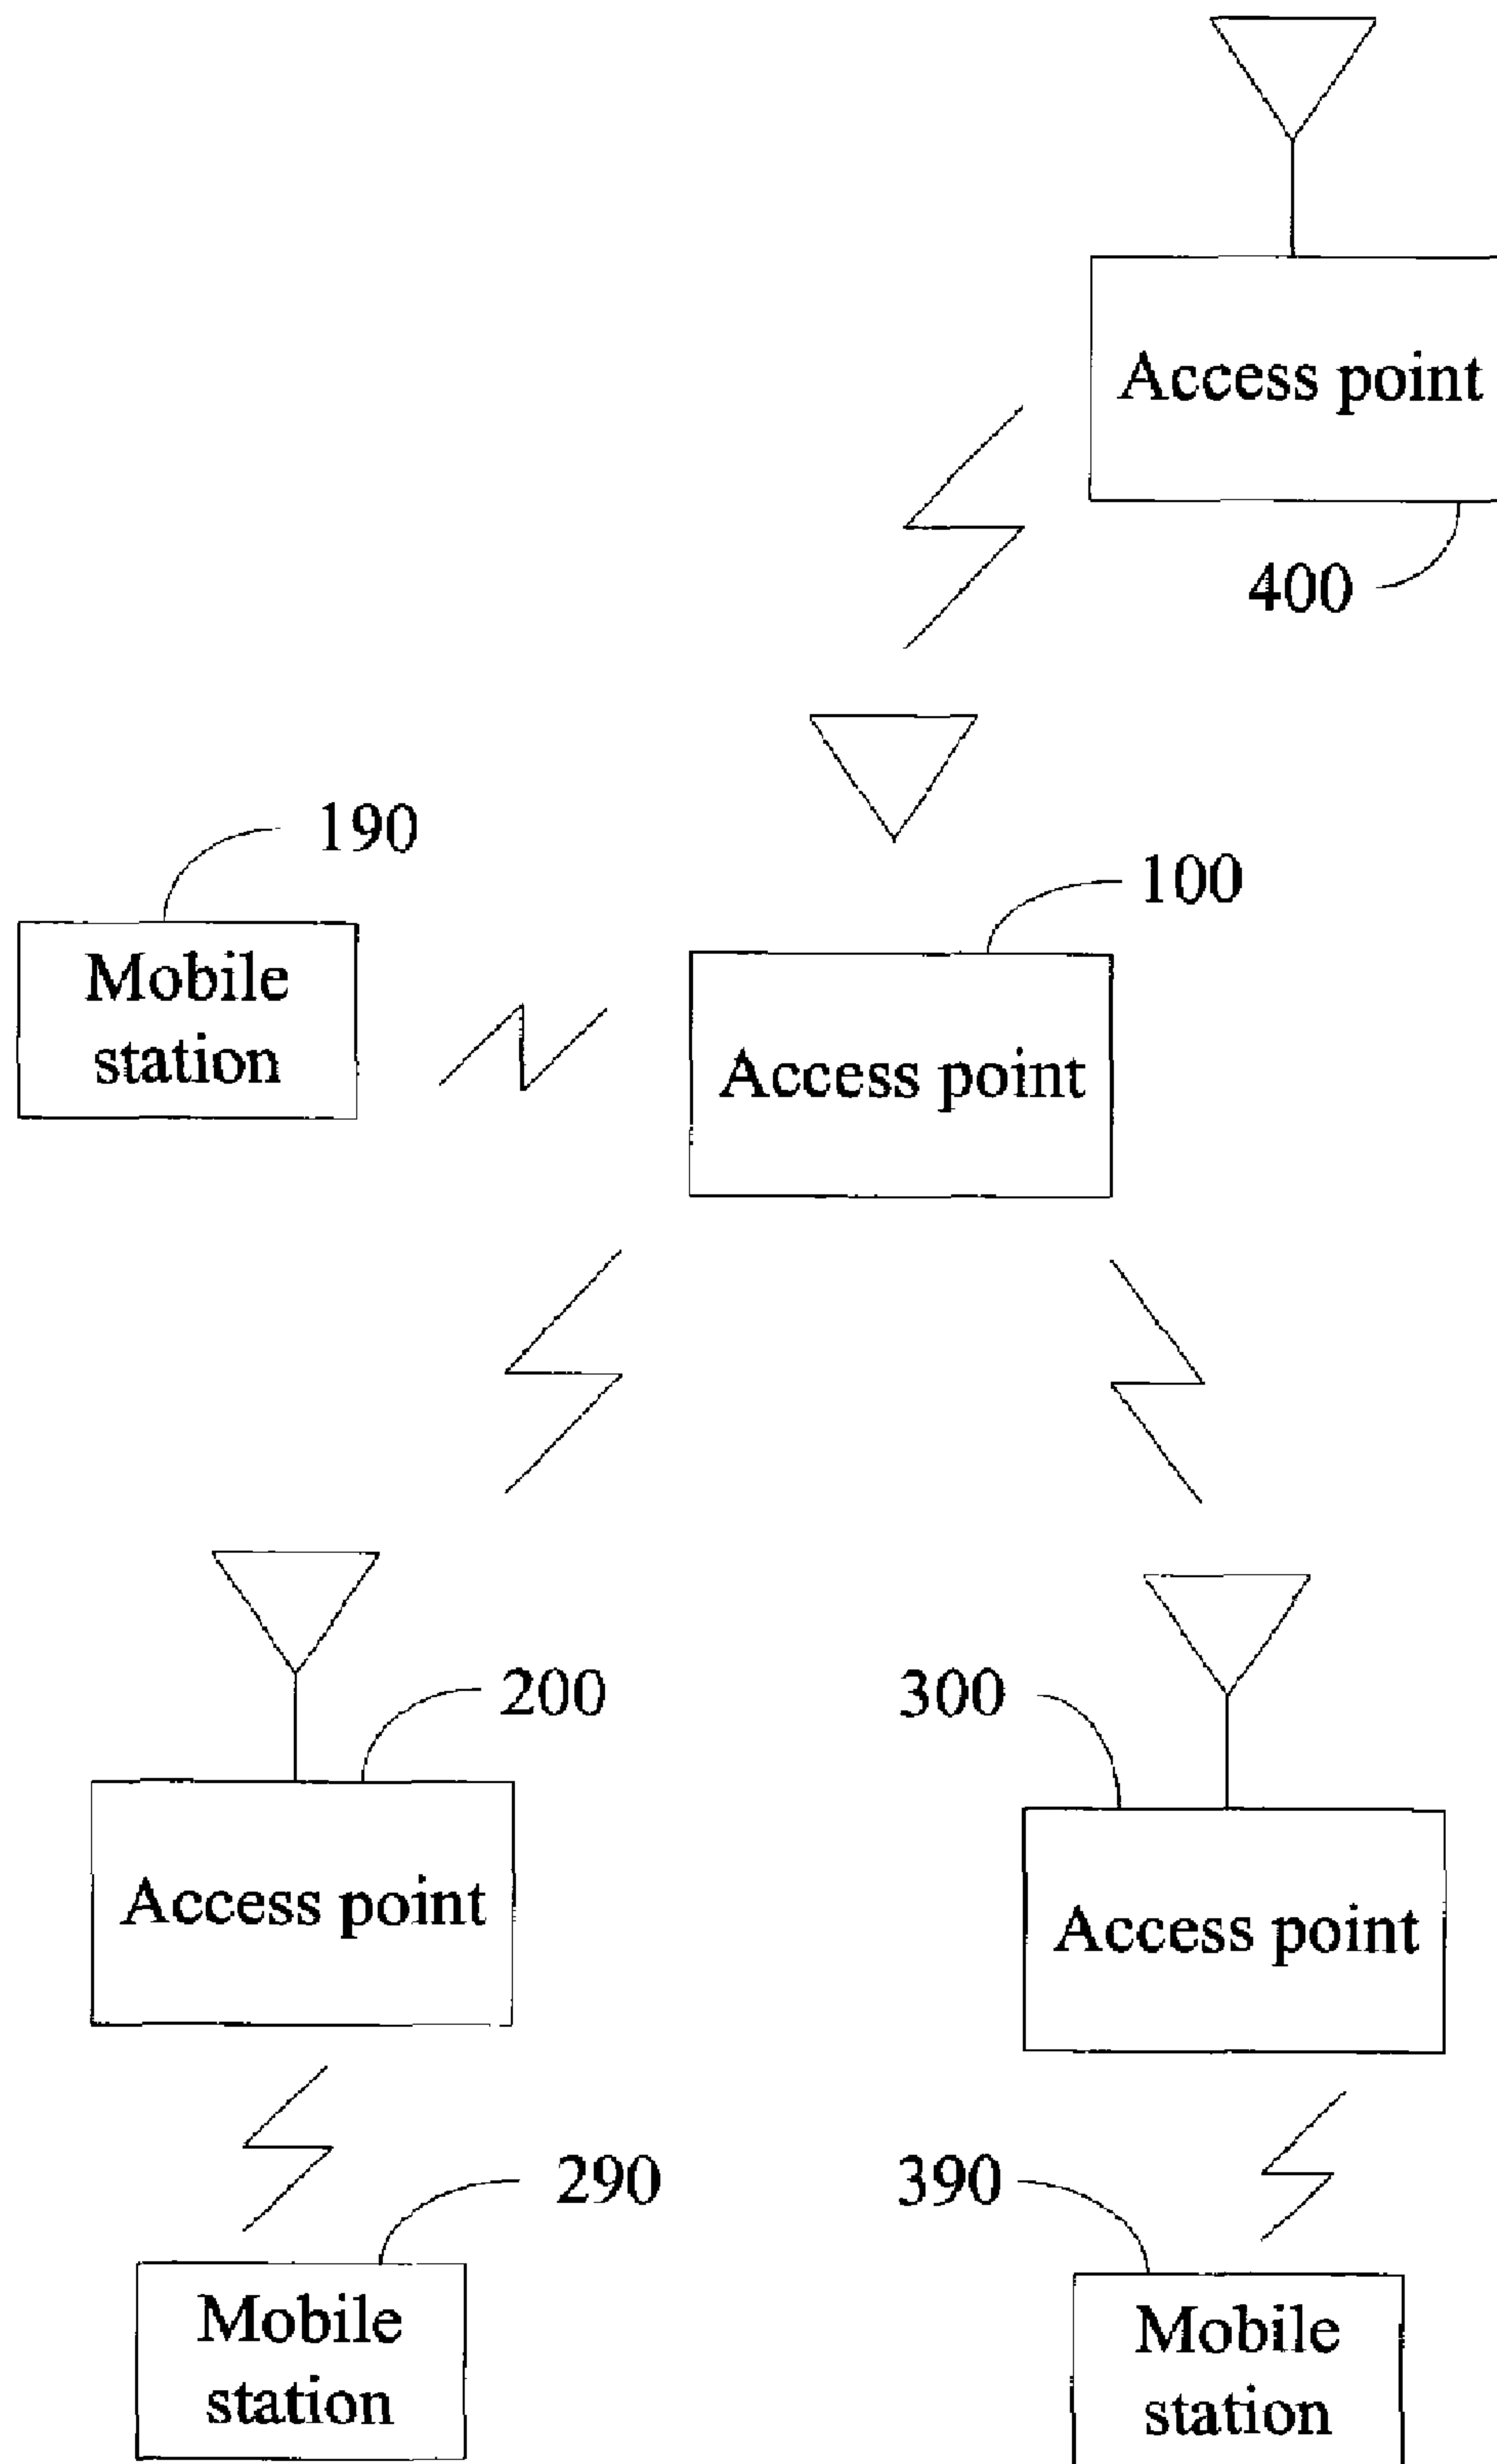 Access point
400
190
100
Mobile
station
Access point
200
300
Access point
Access point
290
390
Mobile
station
Mobile
station